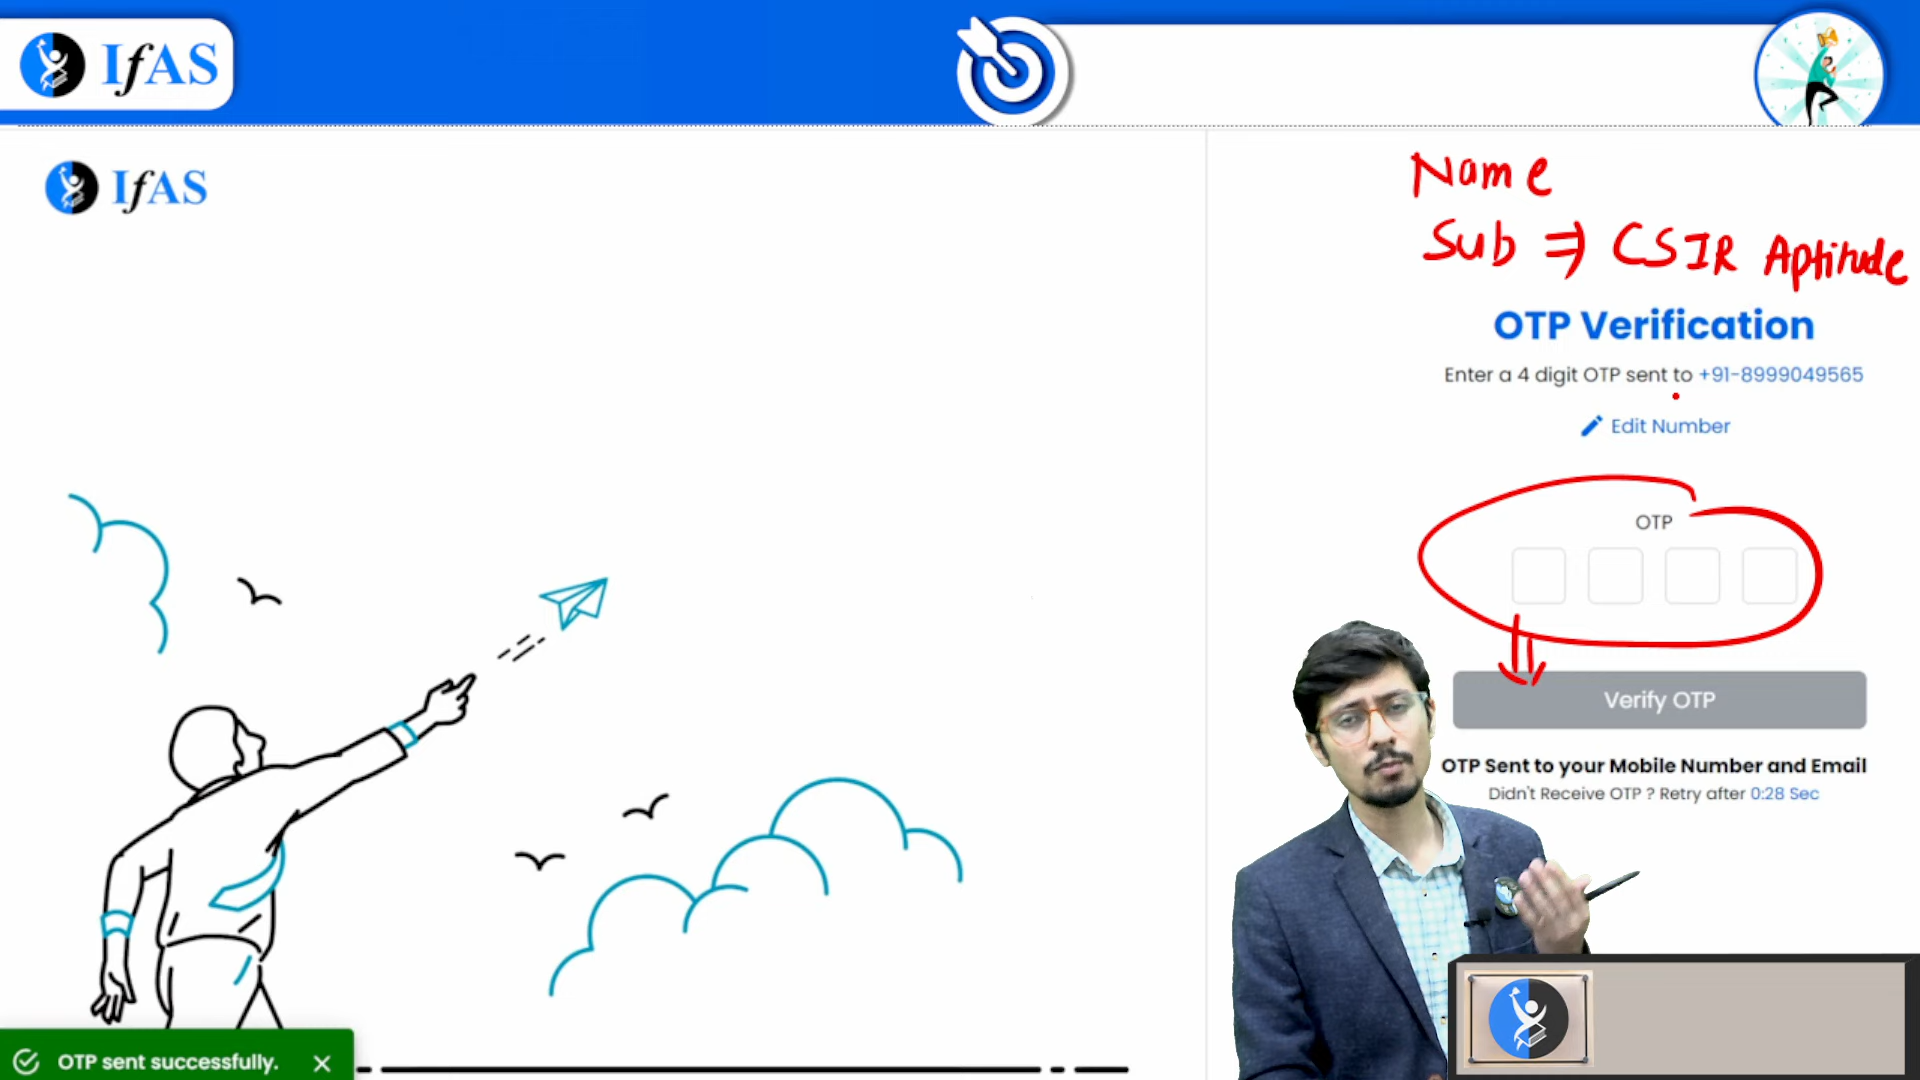 IfAS
IfAS
Name
Sub ⇒ CSIR Aptitude
OTP Verification
Enter a 4 digit OTP sent to +91-8999049565
Edit Number
OTP
Verify OTP
OTP Sent to your Mobile Number and Email
Didn't Receive OTP ? Retry after 0:28 Sec
OTP sent successfully.